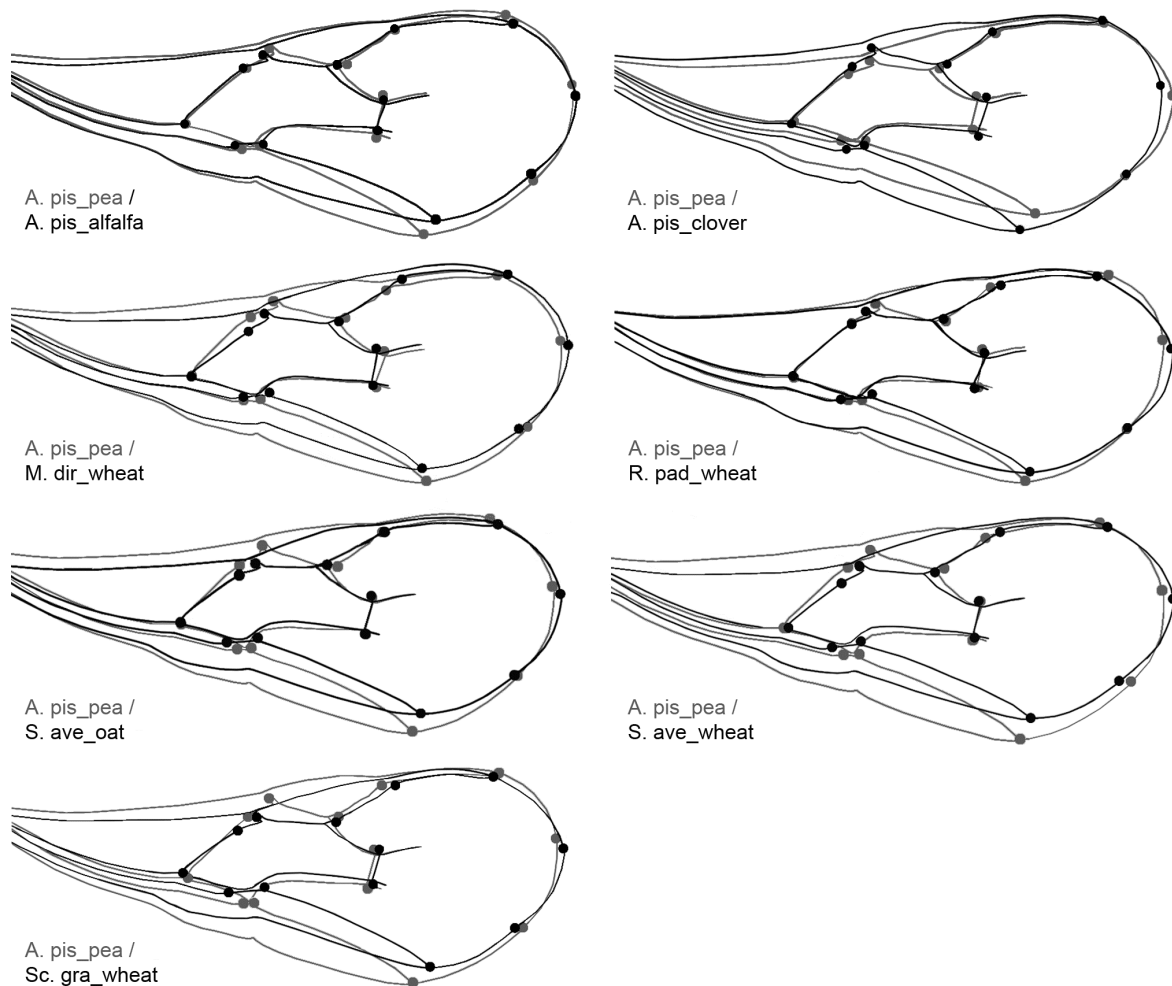 A. pis_pea /
A. pis_alfalfa
A. pis_pea /
A. pis_clover
A. pis_pea /
M. dir_wheat
A. pis_pea /
R. pad_wheat
A. pis_pea /
S. ave_oat
A. pis_pea /
S. ave_wheat
A. pis_pea /
Sc. gra_wheat